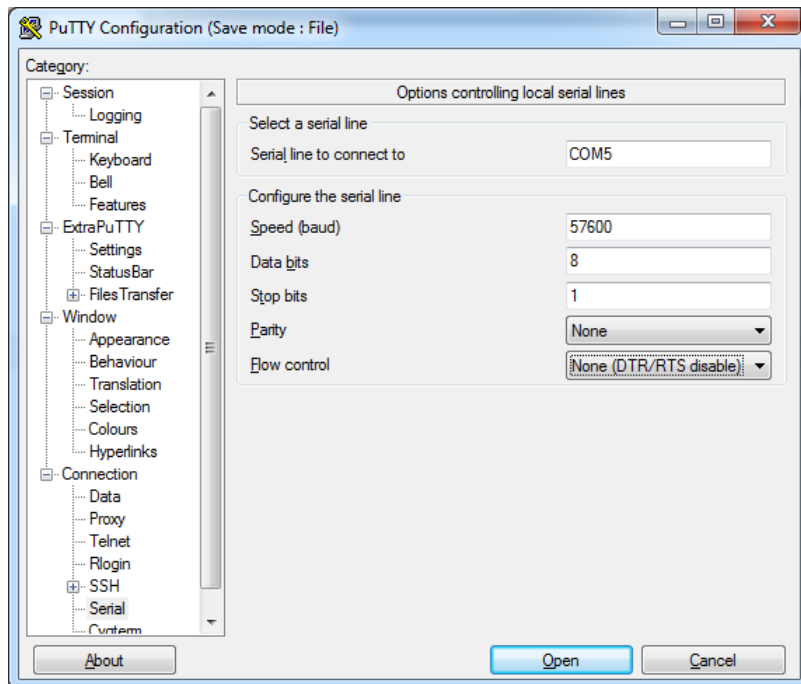 PuTTY Configuration (Save mode : File)
Category:
Session
Logging
Terminal
Keyboard
Bell
Features
ExtraPuTTY
Settings
StatusBar
FilesTransfer
Window
Appearance
Behaviour
Translation
Selection
Colours
Hyperlinks
Connection
Data
Proxy
Telnet
Rlogin
SSH
Serial
Cygterm
Options controlling local serial lines
Select a serial line
Serial line to connect to COM5
Configure the serial line
Speed (baud) 57600
Data bits 8
Stop bits 1
Parity None
Flow control None (DTR/RTS disable)
About Open Cancel